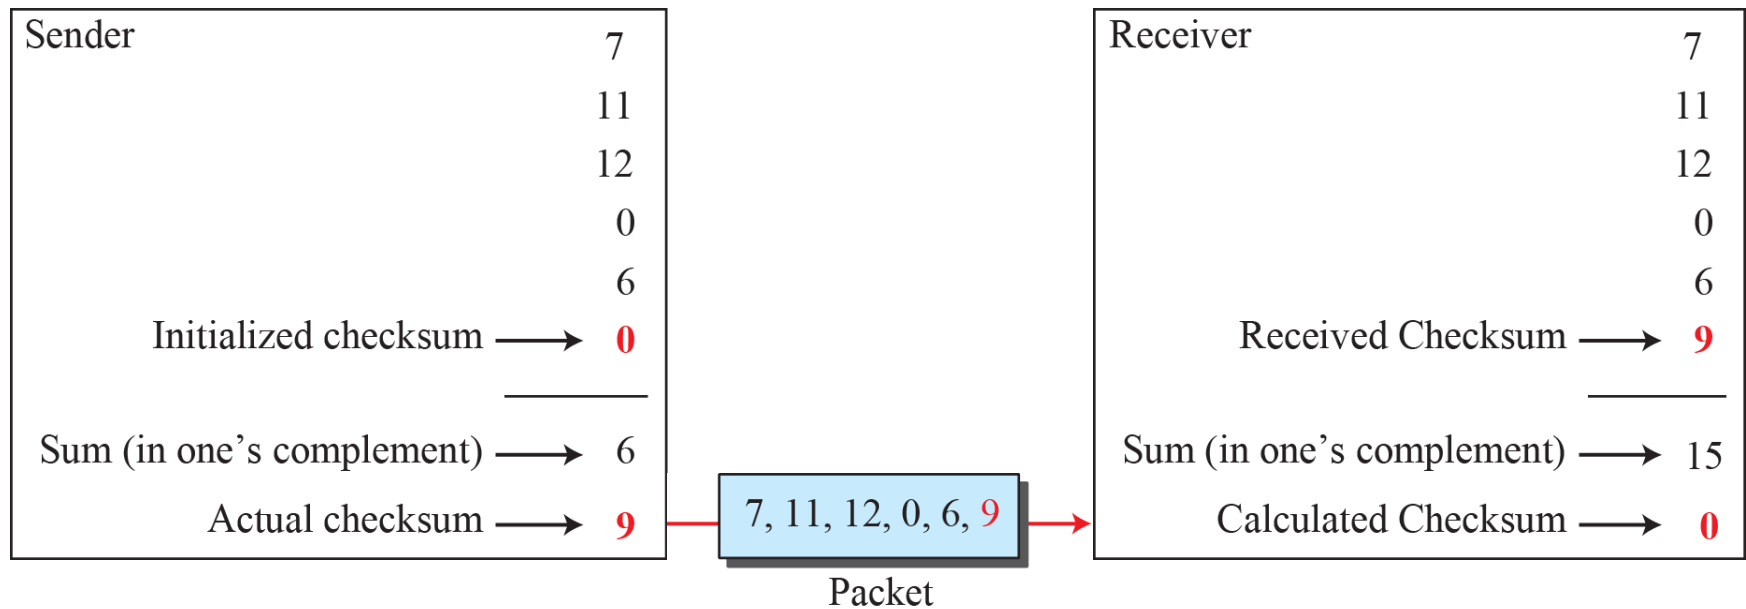 Sender
7
11
12
0
6
Initialized checksum 0
Sum (in one’s complement) 6
Actual checksum 9
7, 11, 12, 0, 6, 9
Packet
Receiver
7
11
12
0
6
Received Checksum 9
Sum (in one’s complement) 15
Calculated Checksum 0